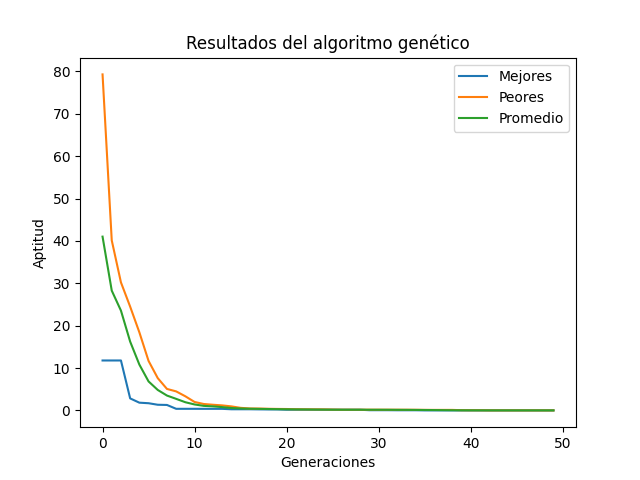 Resultados del algoritmo genético
Mejores
Peores
Promedio
Aptitud
80
70
60
50
40
30
20
10
0
0 10 20 30 40 50
Generaciones